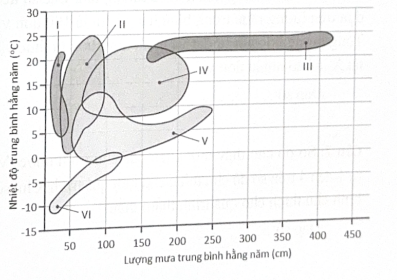 Nhiệt độ trung bình hằng năm (°C)
30
25
20
15
10
5
0
-5
-10
-15
I
II
III
IV
V
VI
50
100
150
200
250
300
350
400
450
Lượng mưa trung bình hằng năm (cm)